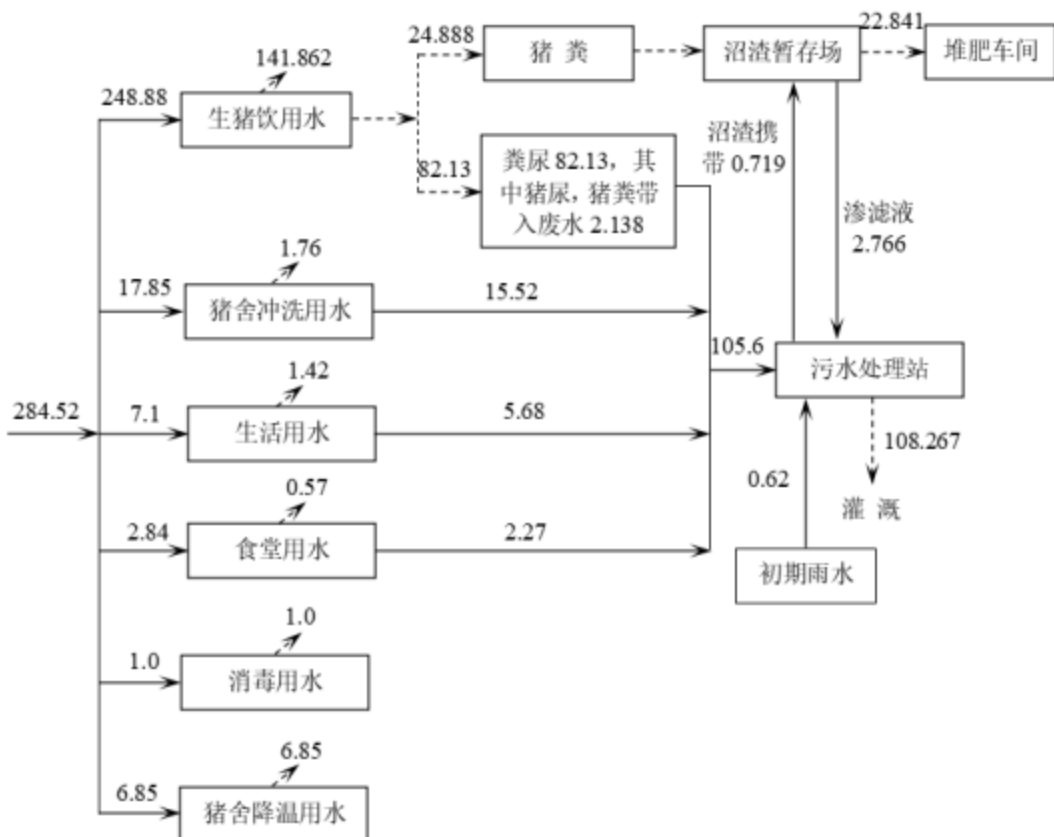 24.888
猪 粪
沼渣暂存场
22.841
堆肥车间
141.862
248.88
生猪饮用水
沼渣携
带 0.719
82.13
粪尿 82.13，其
中猪尿，猪粪带
入废水 2.138
渗滤液
2.766
1.76
17.85
猪舍冲洗用水
15.52
105.6
污水处理站
1.42
284.52
7.1
生活用水
5.68
108.267
0.62
灌 溉
0.57
2.84
食堂用水
2.27
初期雨水
1.0
1.0
消毒用水
6.85
6.85
猪舍降温用水